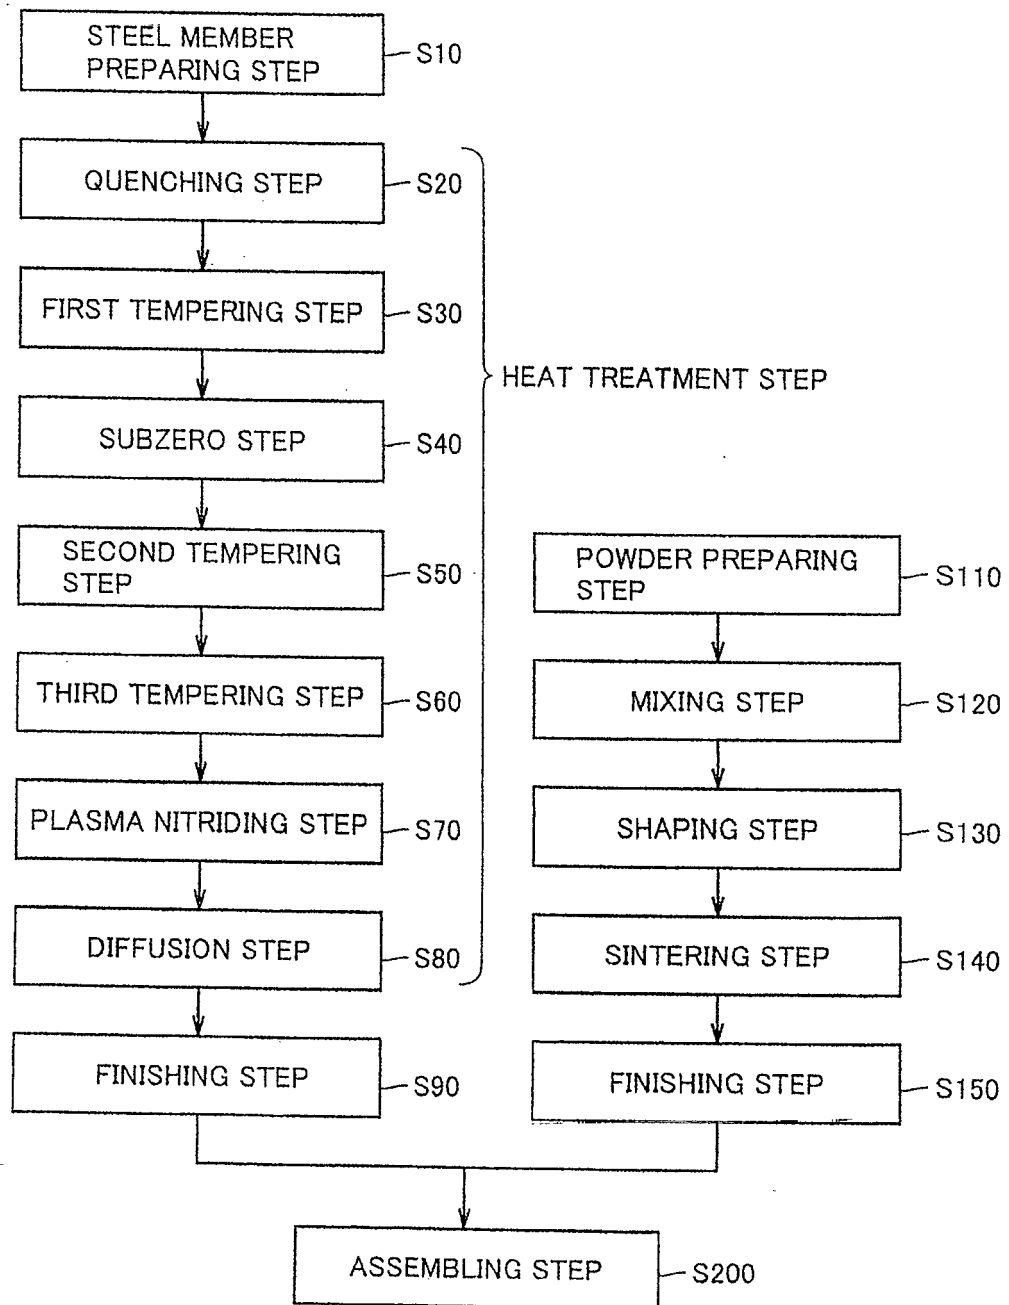 STEEL MEMBER
PREPARING STEP
S10
QUENCHING STEP
S20
FIRST TEMPERING STEP
S30
HEAT TREATMENT STEP
SUBZERO STEP
S40
SECOND TEMPERING
STEP
S50
THIRD TEMPERING STEP
S60
PLASMA NITRIDING STEP
S70
DIFFUSION STEP
S80
FINISHING STEP
S90
POWDER PREPARING
STEP
S110
MIXING STEP
S120
SHAPING STEP
S130
SINTERING STEP
S140
FINISHING STEP
S150
ASSEMBLING STEP
S200